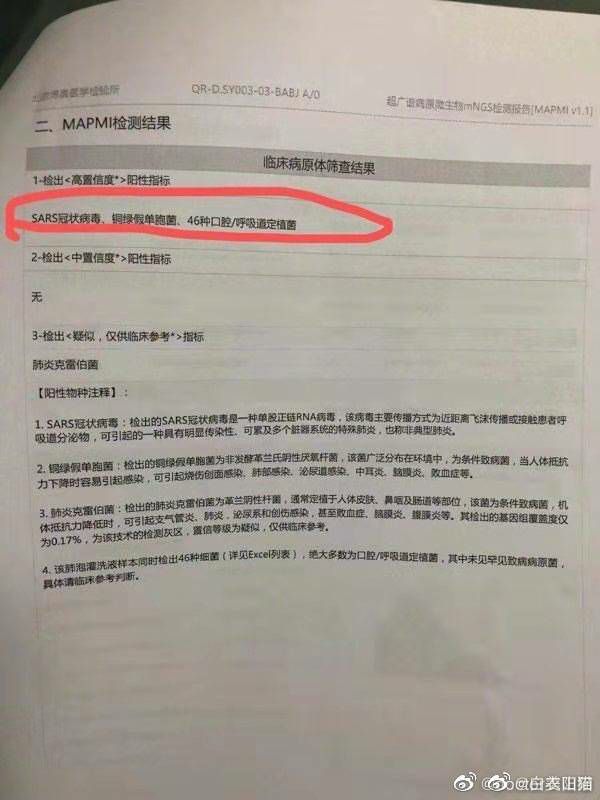 医学检验所 QR-D.SY003-03-BABJ A/0 超广谱病原微生物mNGS检测报告[MAPMI v1.1]
二、MAPMI检测结果
临床病原体筛查结果
1-检出<高置信度*>阳性指标
SARS冠状病毒、铜绿假单胞菌、46种口腔/呼吸道定植菌
2-检出<中置信度*>阳性指标
无
3-检出<疑似，仅供临床参考*>指标
肺炎克雷伯菌
【阳性物种注释】：
1. SARS冠状病毒：检出的SARS冠状病毒是一种单股正链RNA病毒，该病毒主要传播方式为近距离飞沫传播或接触患者呼
吸道分泌物，可引起的一种具有明显传染性、可累及多个脏器系统的特殊肺炎，也称非典型肺炎。
2. 铜绿假单胞菌：检出的铜绿假单胞菌为非发酵革兰氏阴性厌氧杆菌，该菌广泛分布在环境中，为条件致病菌，当人体抵
抗力下降时容易引起感染，可引起烧伤创面感染、肺部感染、泌尿道感染、中耳炎、脑膜炎、败血症等。
3. 肺炎克雷伯菌：检出的肺炎克雷伯菌为革兰阴性杆菌，通常定植于人体皮肤、鼻咽及肠道等部位，该菌为条件致病菌，机
体抵抗力降低时，可引起支气管炎、肺炎，泌尿系和创伤感染，甚至败血症、脑膜炎、腹膜炎等。其检出的基因组覆盖度仅
为0.17%，为该技术的检测灰区，置信等级为疑似，仅供临床参考。
4. 该肺泡灌洗液样本同时检出46种细菌（详见Excel列表），绝大多数为口腔/呼吸道定植菌，其中未见罕见致病病原菌，
具体请临床参考判断。
@白衣阳猫